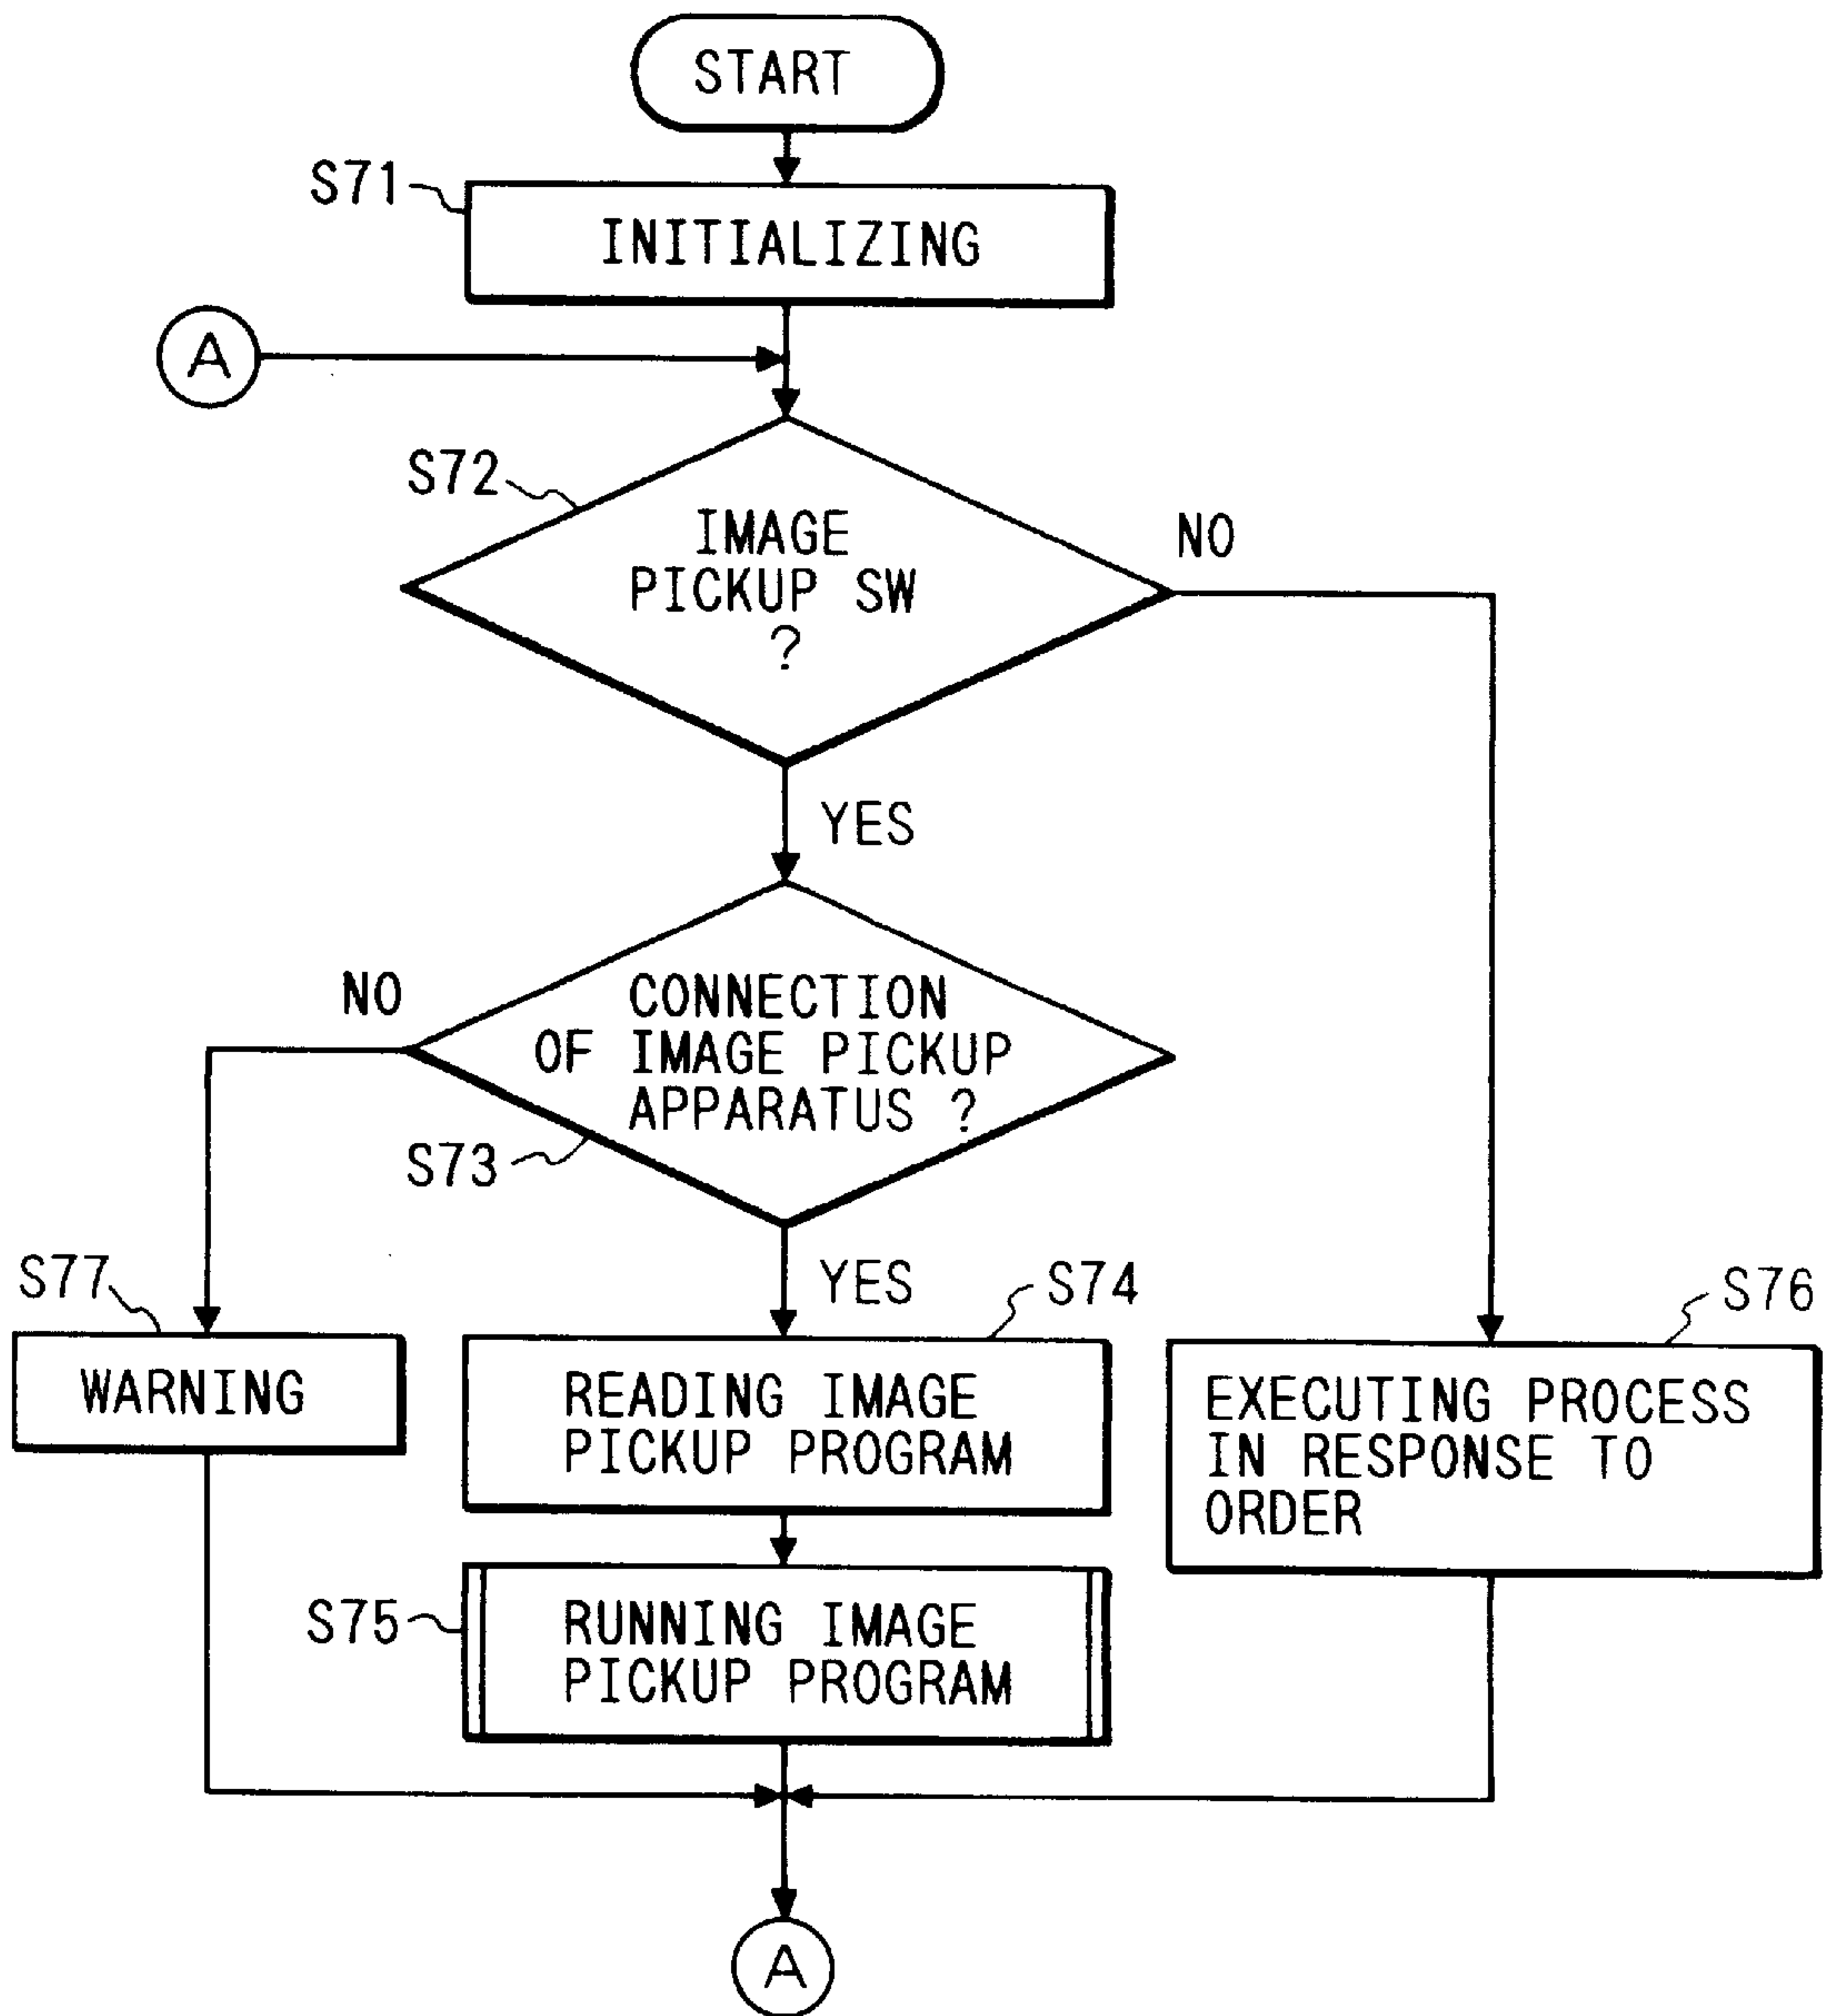 START
S71
INITIALIZING
A
S72
IMAGE
PICKUP SW
?
NO
YES
NO
CONNECTION
OF IMAGE PICKUP
APPARATUS ?
S73
YES
S77
S74
S76
WARNING
READING IMAGE
PICKUP PROGRAM
EXECUTING PROCESS
IN RESPONSE TO
ORDER
S75
RUNNING IMAGE
PICKUP PROGRAM
A